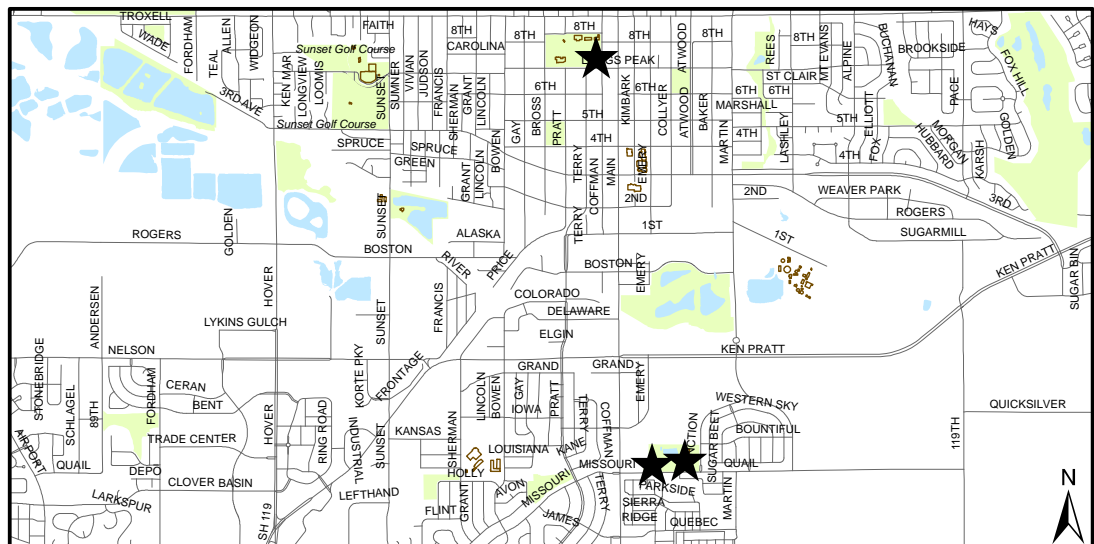 TROXELL
WADE
FORDHAM
TEAL
ALLEN
WIDGEON
FAITH
8TH
8TH
8TH
8TH
ATWOOD
REES
8TH
MT EVANS
ALPINE
BUCHANAN
BROOKSIDE
HAYS
CAROLINA
Sunset Golf Course
KEN MAR
LONGVIEW
LOOMIS
SUNSET
SUMNER
VIVIAN
JUDSON
FRANCIS
SHERMAN
GRANT
LINCOLN
PEAK
ST CLAIR
PACE
FOX HILL
6TH
KIMBARK
6TH
6TH
6TH
3RD AVE
BROSS
COLLYER
ATWOOD
BAKER
MARSHALL
5TH
5TH
ELLIOTT
GOLDEN
Sunset Golf Course
GAY
PRATT
4TH
MARTIN
4TH
LASHLEY
4TH
FOX
HUBBARD
MORGAN
KARSH
SPRUCE
SPRUCE
GREEN
BOWEN
GRANT
LINCOLN
TERRY
COFFMAN
MAIN
EMERY
2ND
2ND
WEAVER PARK
3RD
SUNSET
ROGERS
ROGERS
GOLDEN
ALASKA
TERRY
1ST
1ST
SUGARMILL
BOSTON
RIVER
PRICE
BOSTON
EMERY
KEN PRATT
SUGAR BIN
HOVER
ANDERSEN
LYKINS GULCH
SUNSET
FRANCIS
COLORADO
DELAWARE
ELGIN
NELSON
KEN PRATT
STONEBRIDGE
SCHLAGEL
89TH
FORDHAM
CERAN
BENT
KORTE PKY
FRONTAGE
GRAND
GRAND
EMERY
LINCOLN
BOWEN
GAY
IOWA
PRATT
TERRY
COFFMAN
WESTERN SKY
QUICKSILVER
119TH
HOVER
RING ROAD
INDUSTRIAL
SUNSET
KANSAS
SHERMAN
LOUISIANA
KANE
SUGAR BEET
BOUNTIFUL
AIRPORT
TRADE CENTER
QUAIL
DEPO
CLOVER BASIN
HOLLY
MISSOURI
MISSOURI
QUAIL
LARKSPUR
SH 119
LEFTHAND
FLINT
GRANT
AVON
JAMES
TERRY
PARKSIDE
SIERRA
RIDGE
QUEBEC
MARTIN
N